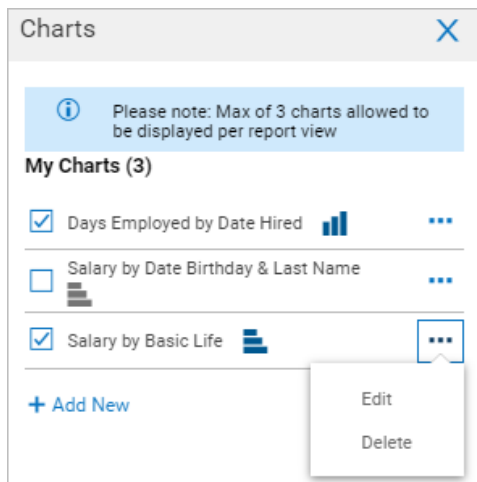 Charts
Please note: Max of 3 charts allowed to
be displayed per report view
My Charts (3)
Days Employed by Date Hired
Salary by Date Birthday & Last Name
Salary by Basic Life
+ Add New
Edit
Delete